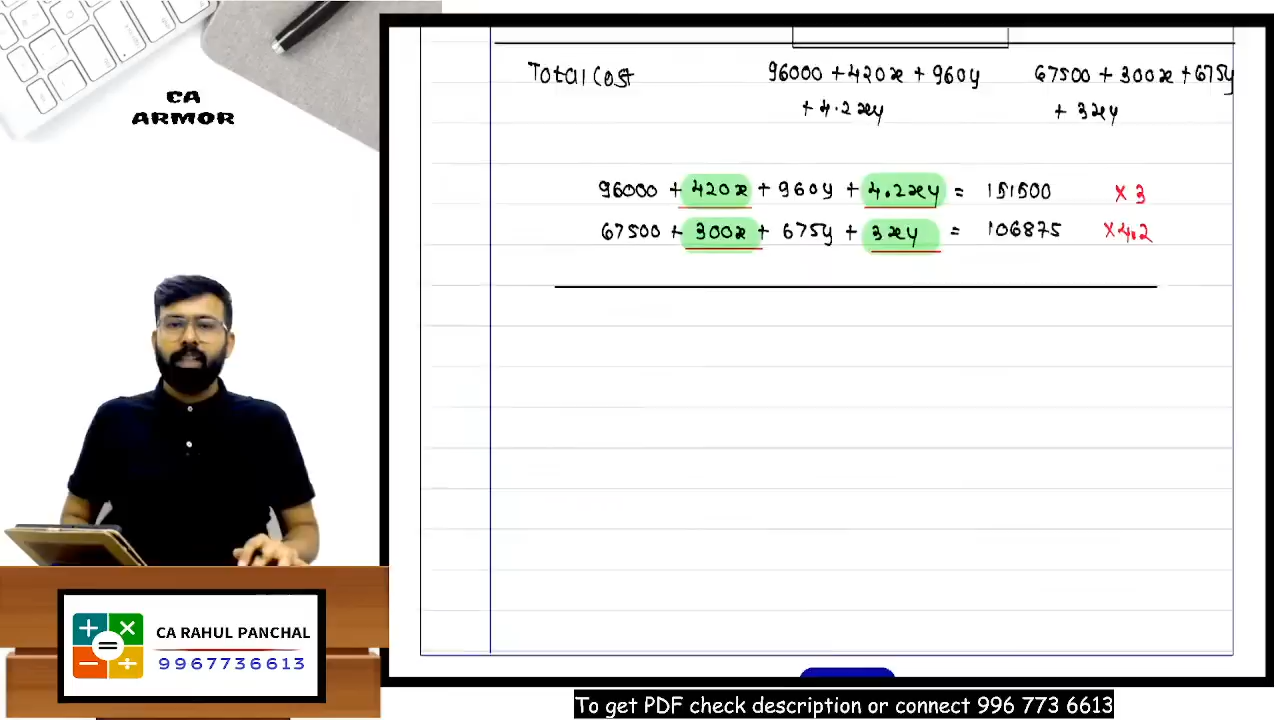 CA
ARMOR
Total Cost 96000 + 420x + 960y 67500 + 300x + 675y
+ 4.2xy + 3xy
96000 + 420x + 960y + 4.2xy = 151500 × 3
67500 + 300x + 675y + 3xy = 106875 ×4.2
CA RAHUL PANCHAL
9967736613
To get PDF check description or connect 996 773 6613